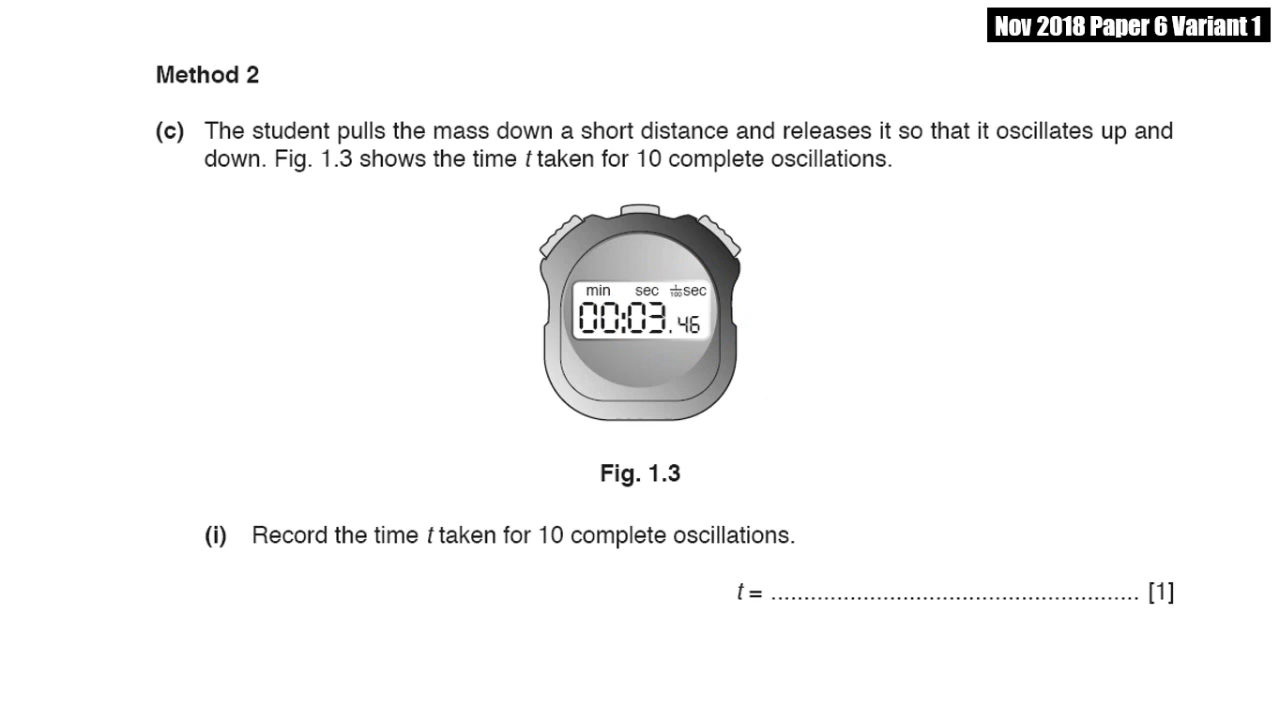 Nov 2018 Paper 6 Variant 1
Method 2
(c) The student pulls the mass down a short distance and releases it so that it oscillates up and
down. Fig. 1.3 shows the time t taken for 10 complete oscillations.
min sec 1/100 sec
00:03.46
Fig. 1.3
(i) Record the time t taken for 10 complete oscillations.
t = ........................................................ [1]